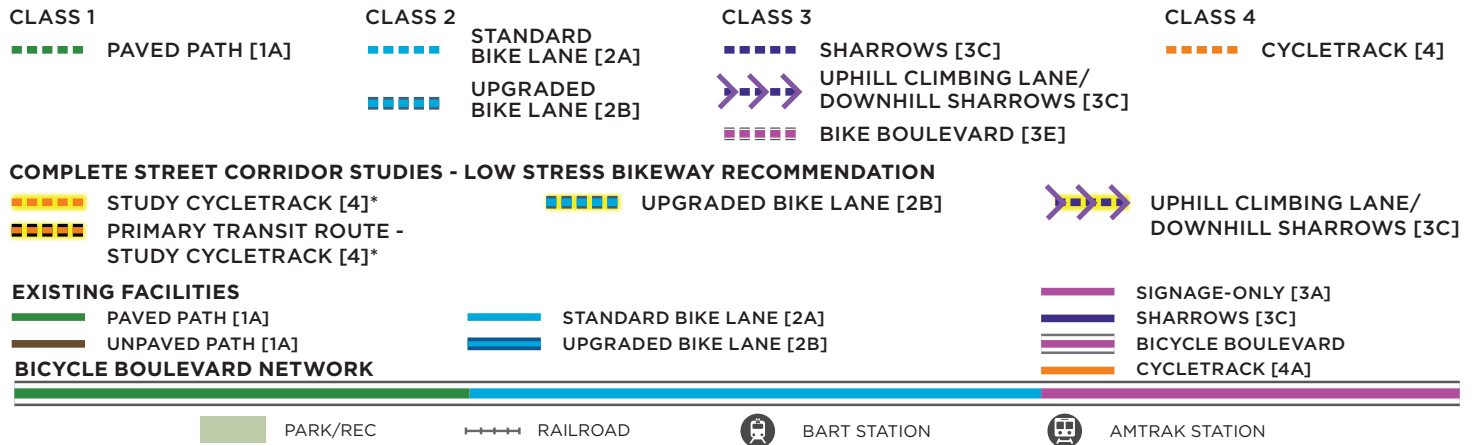 CLASS 1
PAVED PATH [1A]
CLASS 2
STANDARD
BIKE LANE [2A]
UPGRADED
BIKE LANE [2B]
CLASS 3
SHARROWS [3C]
UPHILL CLIMBING LANE/
DOWNHILL SHARROWS [3C]
BIKE BOULEVARD [3E]
CLASS 4
CYCLETRACK [4]
COMPLETE STREET CORRIDOR STUDIES - LOW STRESS BIKEWAY RECOMMENDATION
STUDY CYCLETRACK [4]*
PRIMARY TRANSIT ROUTE -
STUDY CYCLETRACK [4]*
UPGRADED BIKE LANE [2B]
UPHILL CLIMBING LANE/
DOWNHILL SHARROWS [3C]
EXISTING FACILITIES
PAVED PATH [1A]
UNPAVED PATH [1A]
STANDARD BIKE LANE [2A]
UPGRADED BIKE LANE [2B]
SIGNAGE-ONLY [3A]
SHARROWS [3C]
BICYCLE BOULEVARD
CYCLETRACK [4A]
BICYCLE BOULEVARD NETWORK
PARK/REC
RAILROAD
BART STATION
AMTRAK STATION